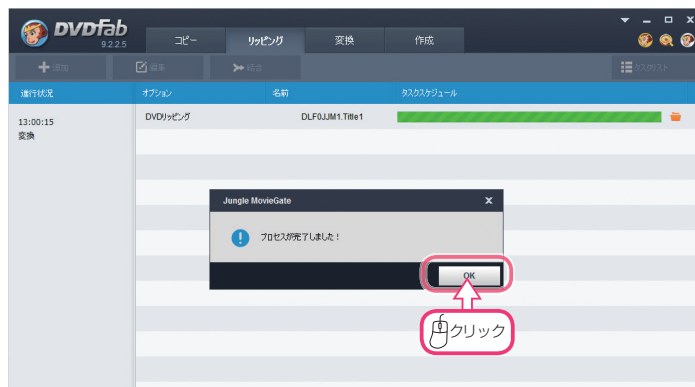 DVDFab
9.2.2.5
コピー
リッピング
変換
作成
追加
編集
結合
タスクリスト
進行状況
オプション
名前
タスクスケジュール
13:00:15
変換
DVDリッピング
DLF0JJM1.Title1
Jungle MovieGate
x
プロセスが完了しました！
OK
クリック